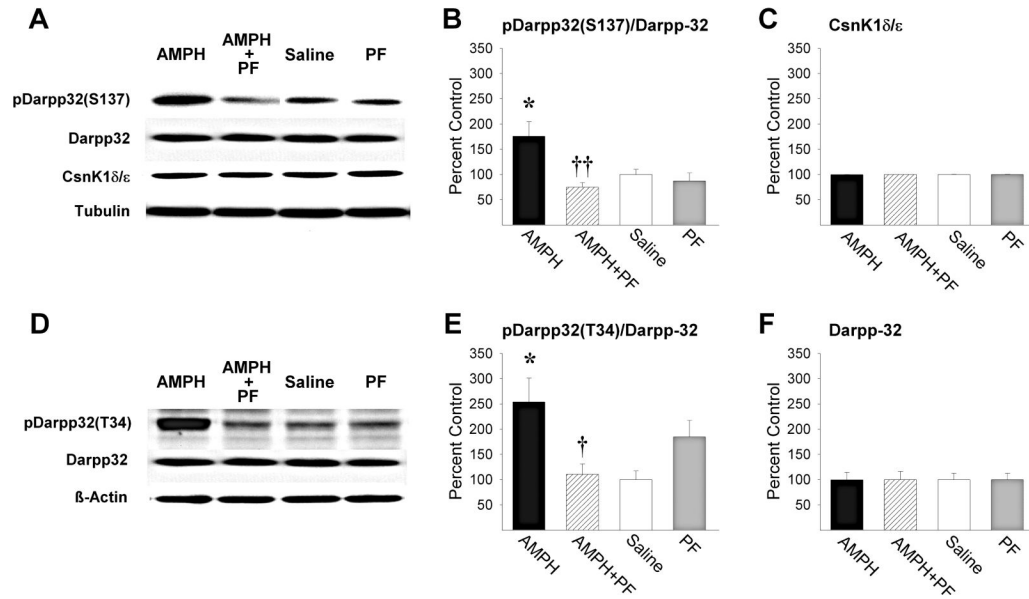 A
AMPH
AMPH
+
PF
Saline
PF
pDarpp32(S137)
Darpp32
CsnK1δ/ε
Tubulin
B
pDarpp32(S137)/Darpp-32
Percent Control
350
300
250
200
150
100
50
*
††
AMPH
AMPH+PF
Saline
PF
C
CsnK1δ/ε
Percent Control
350
300
250
200
150
100
50
AMPH
AMPH+PF
Saline
PF
D
AMPH
AMPH
+
PF
Saline
PF
pDarpp32(T34)
Darpp32
ß-Actin
E
pDarpp32(T34)/Darpp-32
Percent Control
350
300
250
200
150
100
50
*
†
AMPH
AMPH+PF
Saline
PF
F
Darpp-32
Percent Control
350
300
250
200
150
100
50
AMPH
AMPH+PF
Saline
PF